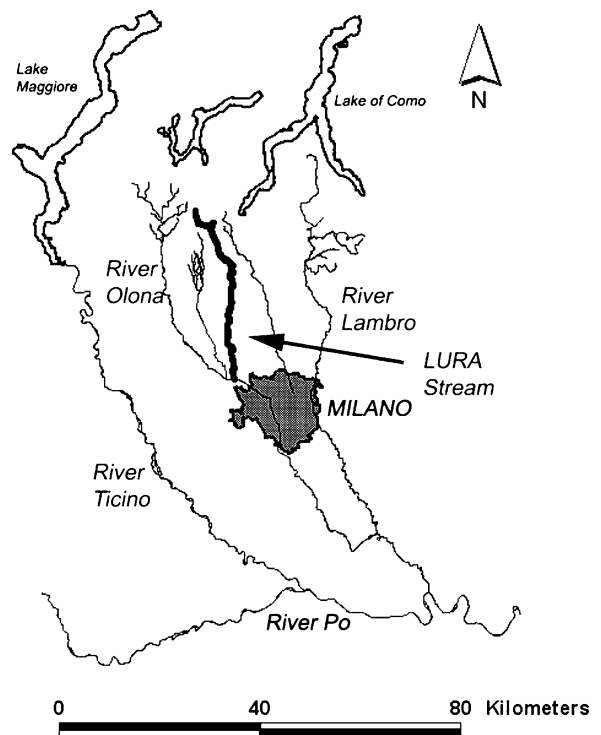 Lake
Maggiore
Lake of Como
N
River
Olona
River
Lambro
LURA
Stream
MILANO
River
Ticino
River Po
0 40 80 Kilometers